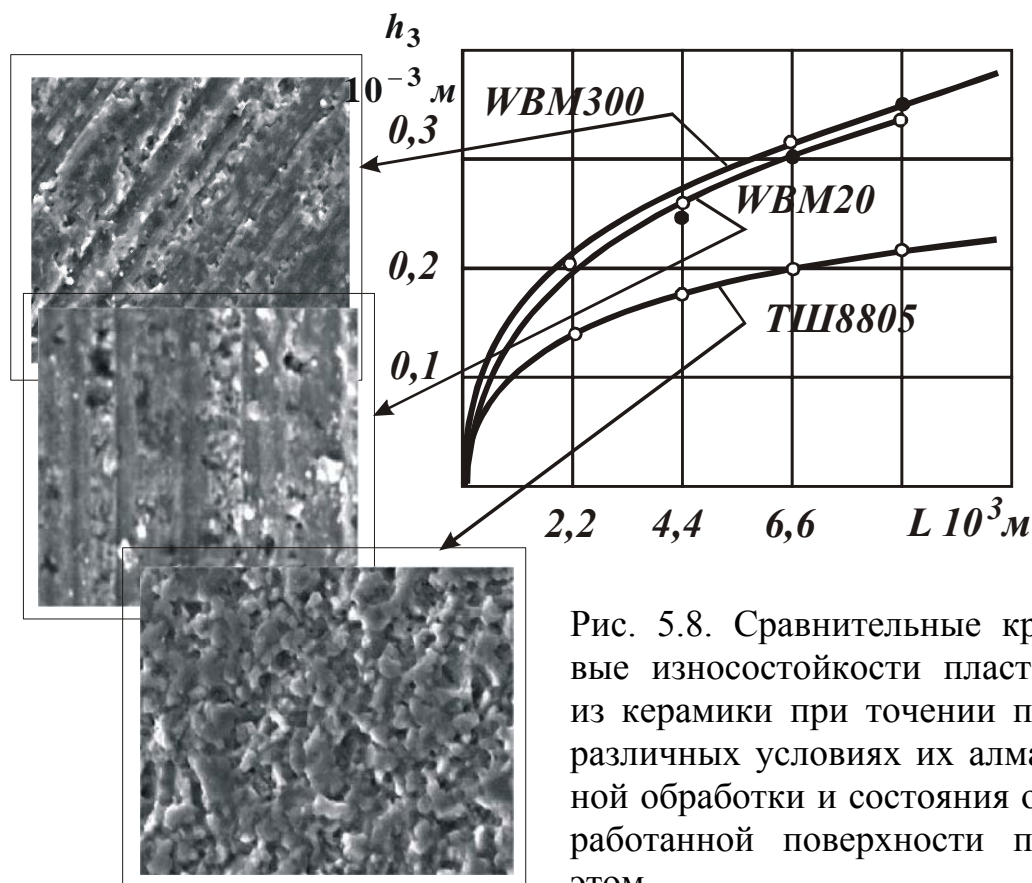 h3
10⁻³ м
WBM300
0,3
WBM20
0,2
ТШ8805
0,1
2,2 4,4 6,6 L 10³м
Рис. 5.8. Сравнительные кр
вые износостойкости пласт
из керамики при точении п
различных условиях их алма
ной обработки и состояния о
работанной поверхности п
этом